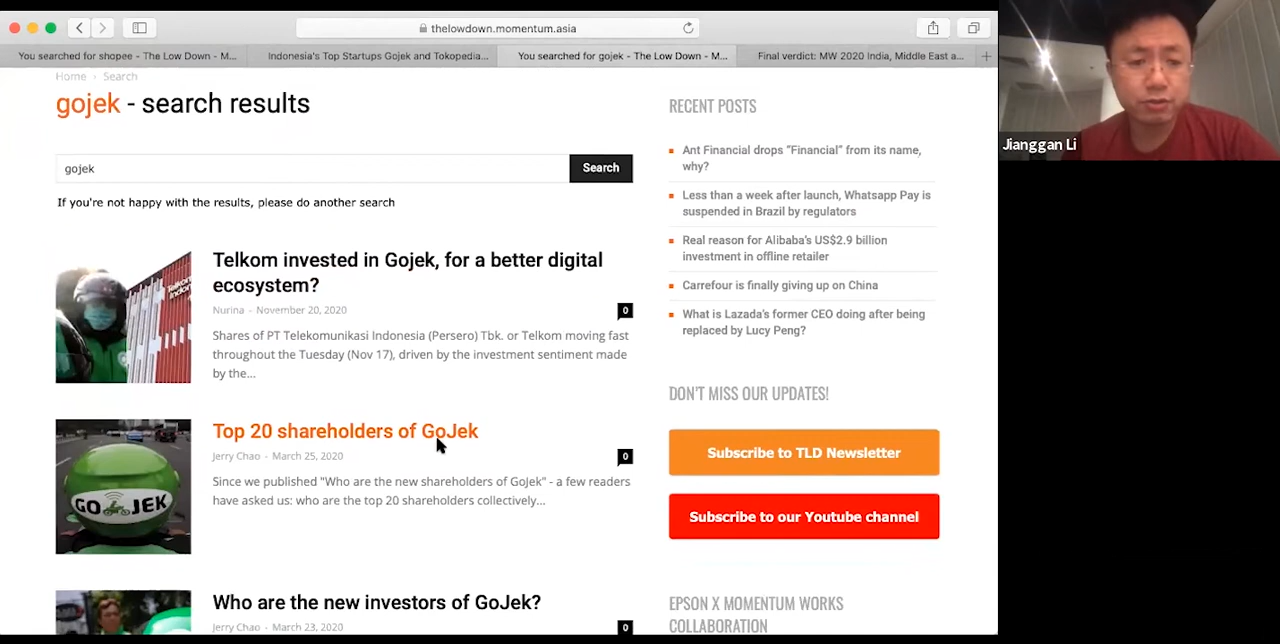 thelowdown.momentum.asia
You searched for shopee - The Low Down - M...
Indonesia's Top Startups Gojek and Tokopedia...
You searched for gojek - The Low Down - M...
Final verdict: MW 2020 India, Middle East a...
Home › Search
gojek - search results
gojek
Search
If you're not happy with the results, please do another search
Telkom invested in Gojek, for a better digital
ecosystem?
Nurina - November 20, 2020
0
Shares of PT Telekomunikasi Indonesia (Persero) Tbk. or Telkom moving fast
throughout the Tuesday (Nov 17), driven by the investment sentiment made
by the...
GO JEK
Top 20 shareholders of GoJek
Jerry Chao - March 25, 2020
0
Since we published "Who are the new shareholders of Gojek" - a few readers
have asked us: who are the top 20 shareholders collectively...
Who are the new investors of GoJek?
Jerry Chao - March 23, 2020
0
RECENT POSTS
Ant Financial drops "Financial" from its name,
why?
Less than a week after launch, Whatsapp Pay is
suspended in Brazil by regulators
Real reason for Alibaba's US$2.9 billion
investment in offline retailer
Carrefour is finally giving up on China
What is Lazada's former CEO doing after being
replaced by Lucy Peng?
DON'T MISS OUR UPDATES!
Subscribe to TLD Newsletter
Subscribe to our Youtube channel
EPSON X MOMENTUM WORKS
COLLABORATION
Jianggan Li